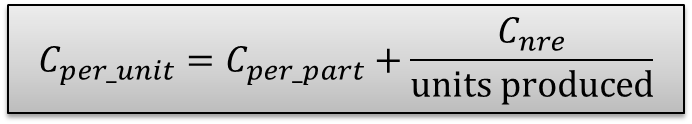 C_per_unit = C_per_part + C_nre / units produced